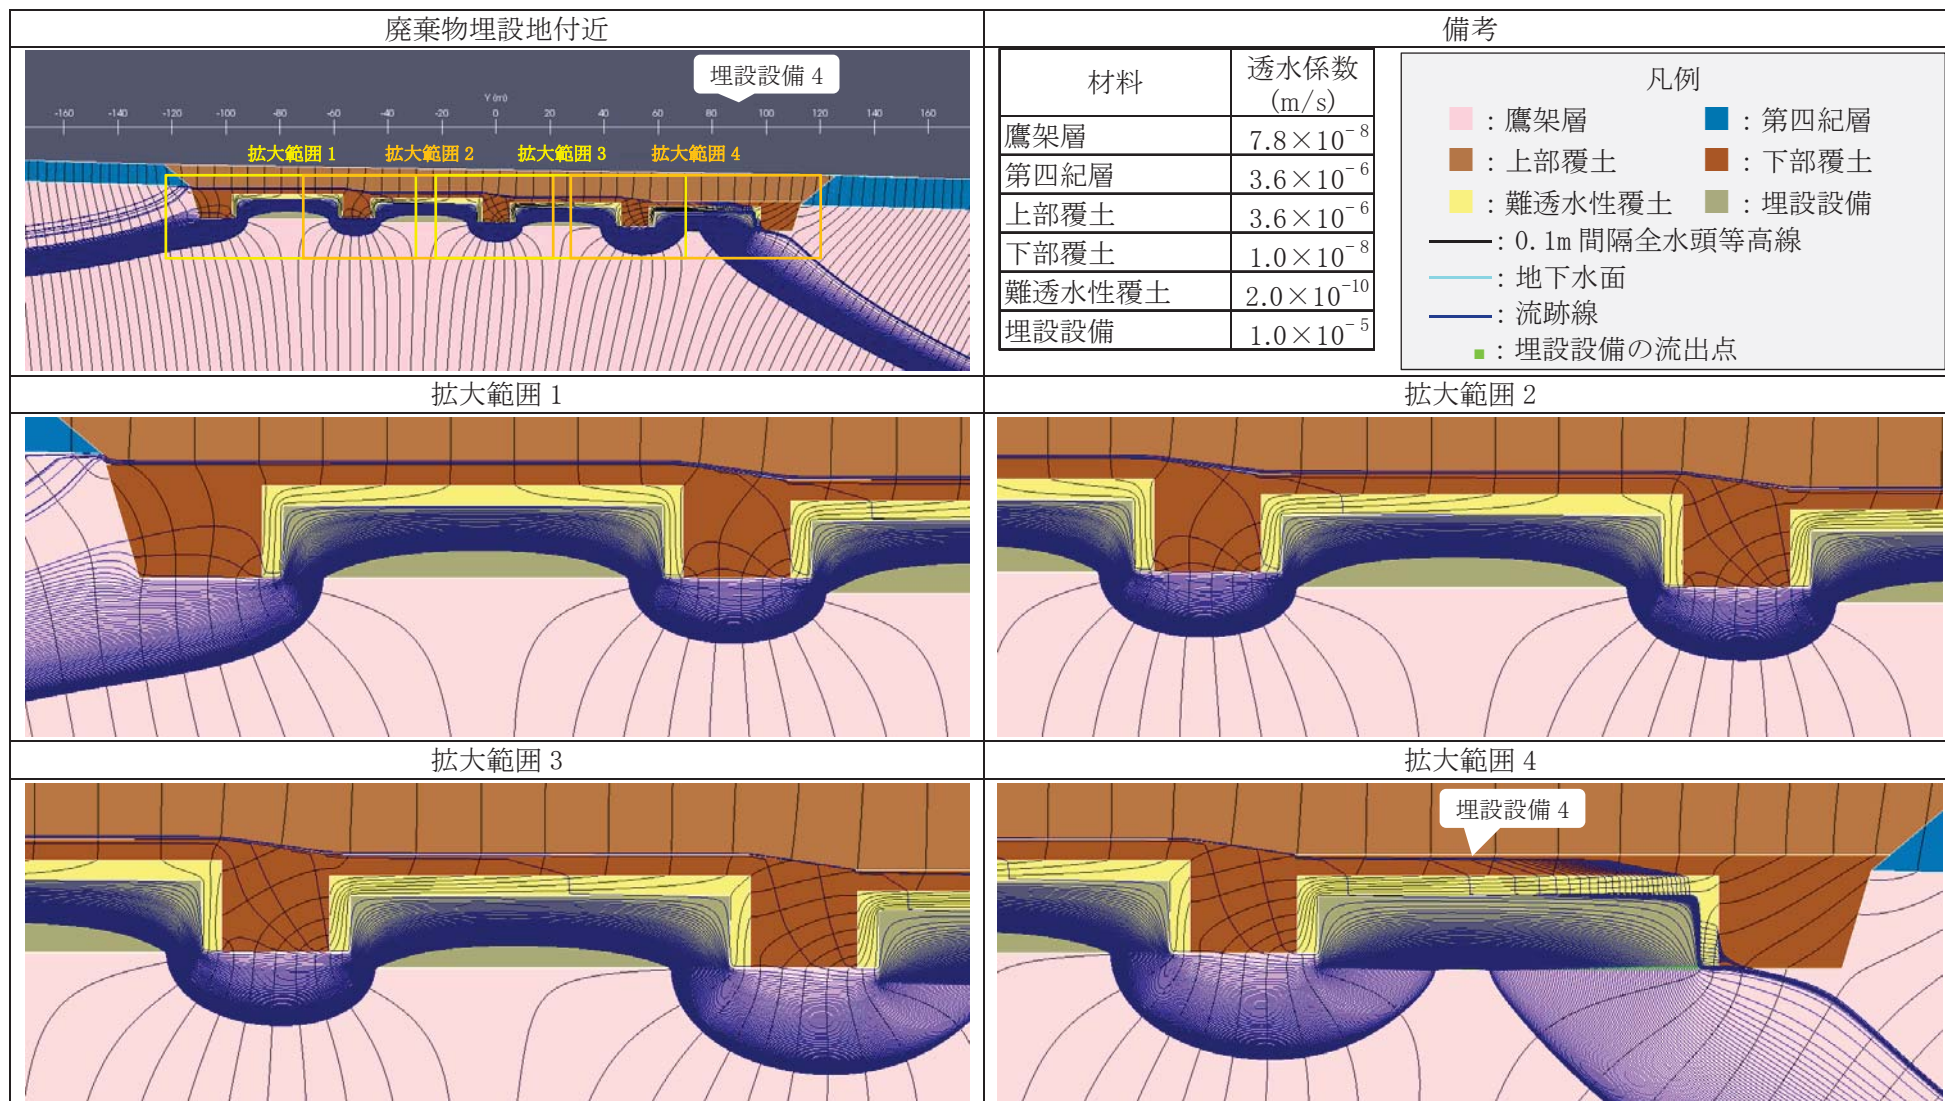 廃棄物埋設地付近
備考
埋設設備 4
Y (m)
-160 -140 -120 -100 -80 -60 -40 -20 0 20 40 60 80 100 120 140 160
拡大範囲 1 拡大範囲 2 拡大範囲 3 拡大範囲 4
材料 透水係数 (m/s)
鷹架層 7.8×10⁻⁸
第四紀層 3.6×10⁻⁶
上部覆土 3.6×10⁻⁶
下部覆土 1.0×10⁻⁸
難透水性覆土 2.0×10⁻¹⁰
埋設設備 1.0×10⁻⁵
凡例
：鷹架層 ：第四紀層
：上部覆土 ：下部覆土
：難透水性覆土 ：埋設設備
：0.1m 間隔全水頭等高線
：地下水面
：流跡線
：埋設設備の流出点
拡大範囲 1
拡大範囲 2
拡大範囲 3
拡大範囲 4
埋設設備 4